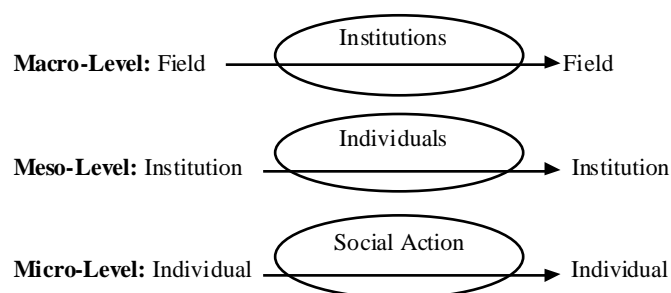 Institutions
Macro-Level: Field Field
Individuals
Meso-Level: Institution Institution
Social Action
Micro-Level: Individual Individual